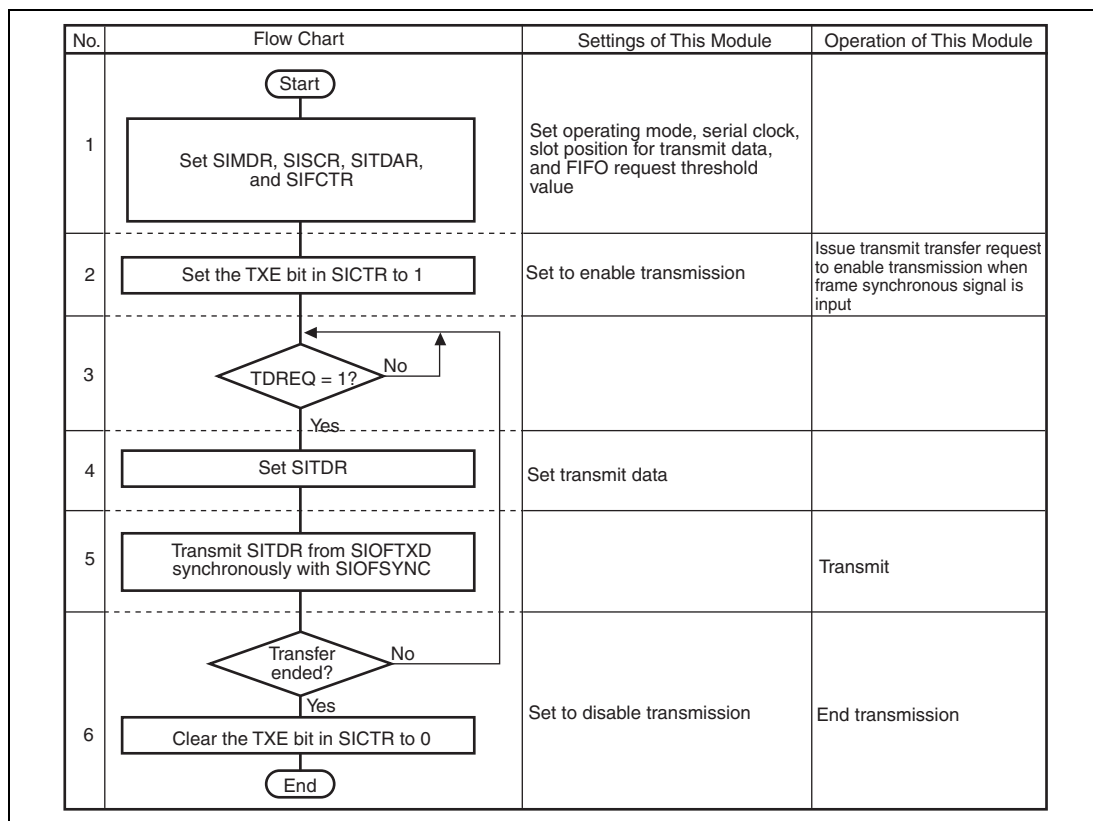 No.
Flow Chart
Settings of This Module
Operation of This Module
Start
1
Set SIMDR, SISCR, SITDAR,
and SIFCTR
Set operating mode, serial clock,
slot position for transmit data,
and FIFO request threshold
value
2
Set the TXE bit in SICTR to 1
Set to enable transmission
Issue transmit transfer request
to enable transmission when
frame synchronous signal is
input
3
TDREQ = 1?
No
Yes
4
Set SITDR
Set transmit data
5
Transmit SITDR from SIOFTXD
synchronously with SIOFSYNC
Transmit
Transfer
ended?
No
Yes
6
Clear the TXE bit in SICTR to 0
Set to disable transmission
End transmission
End